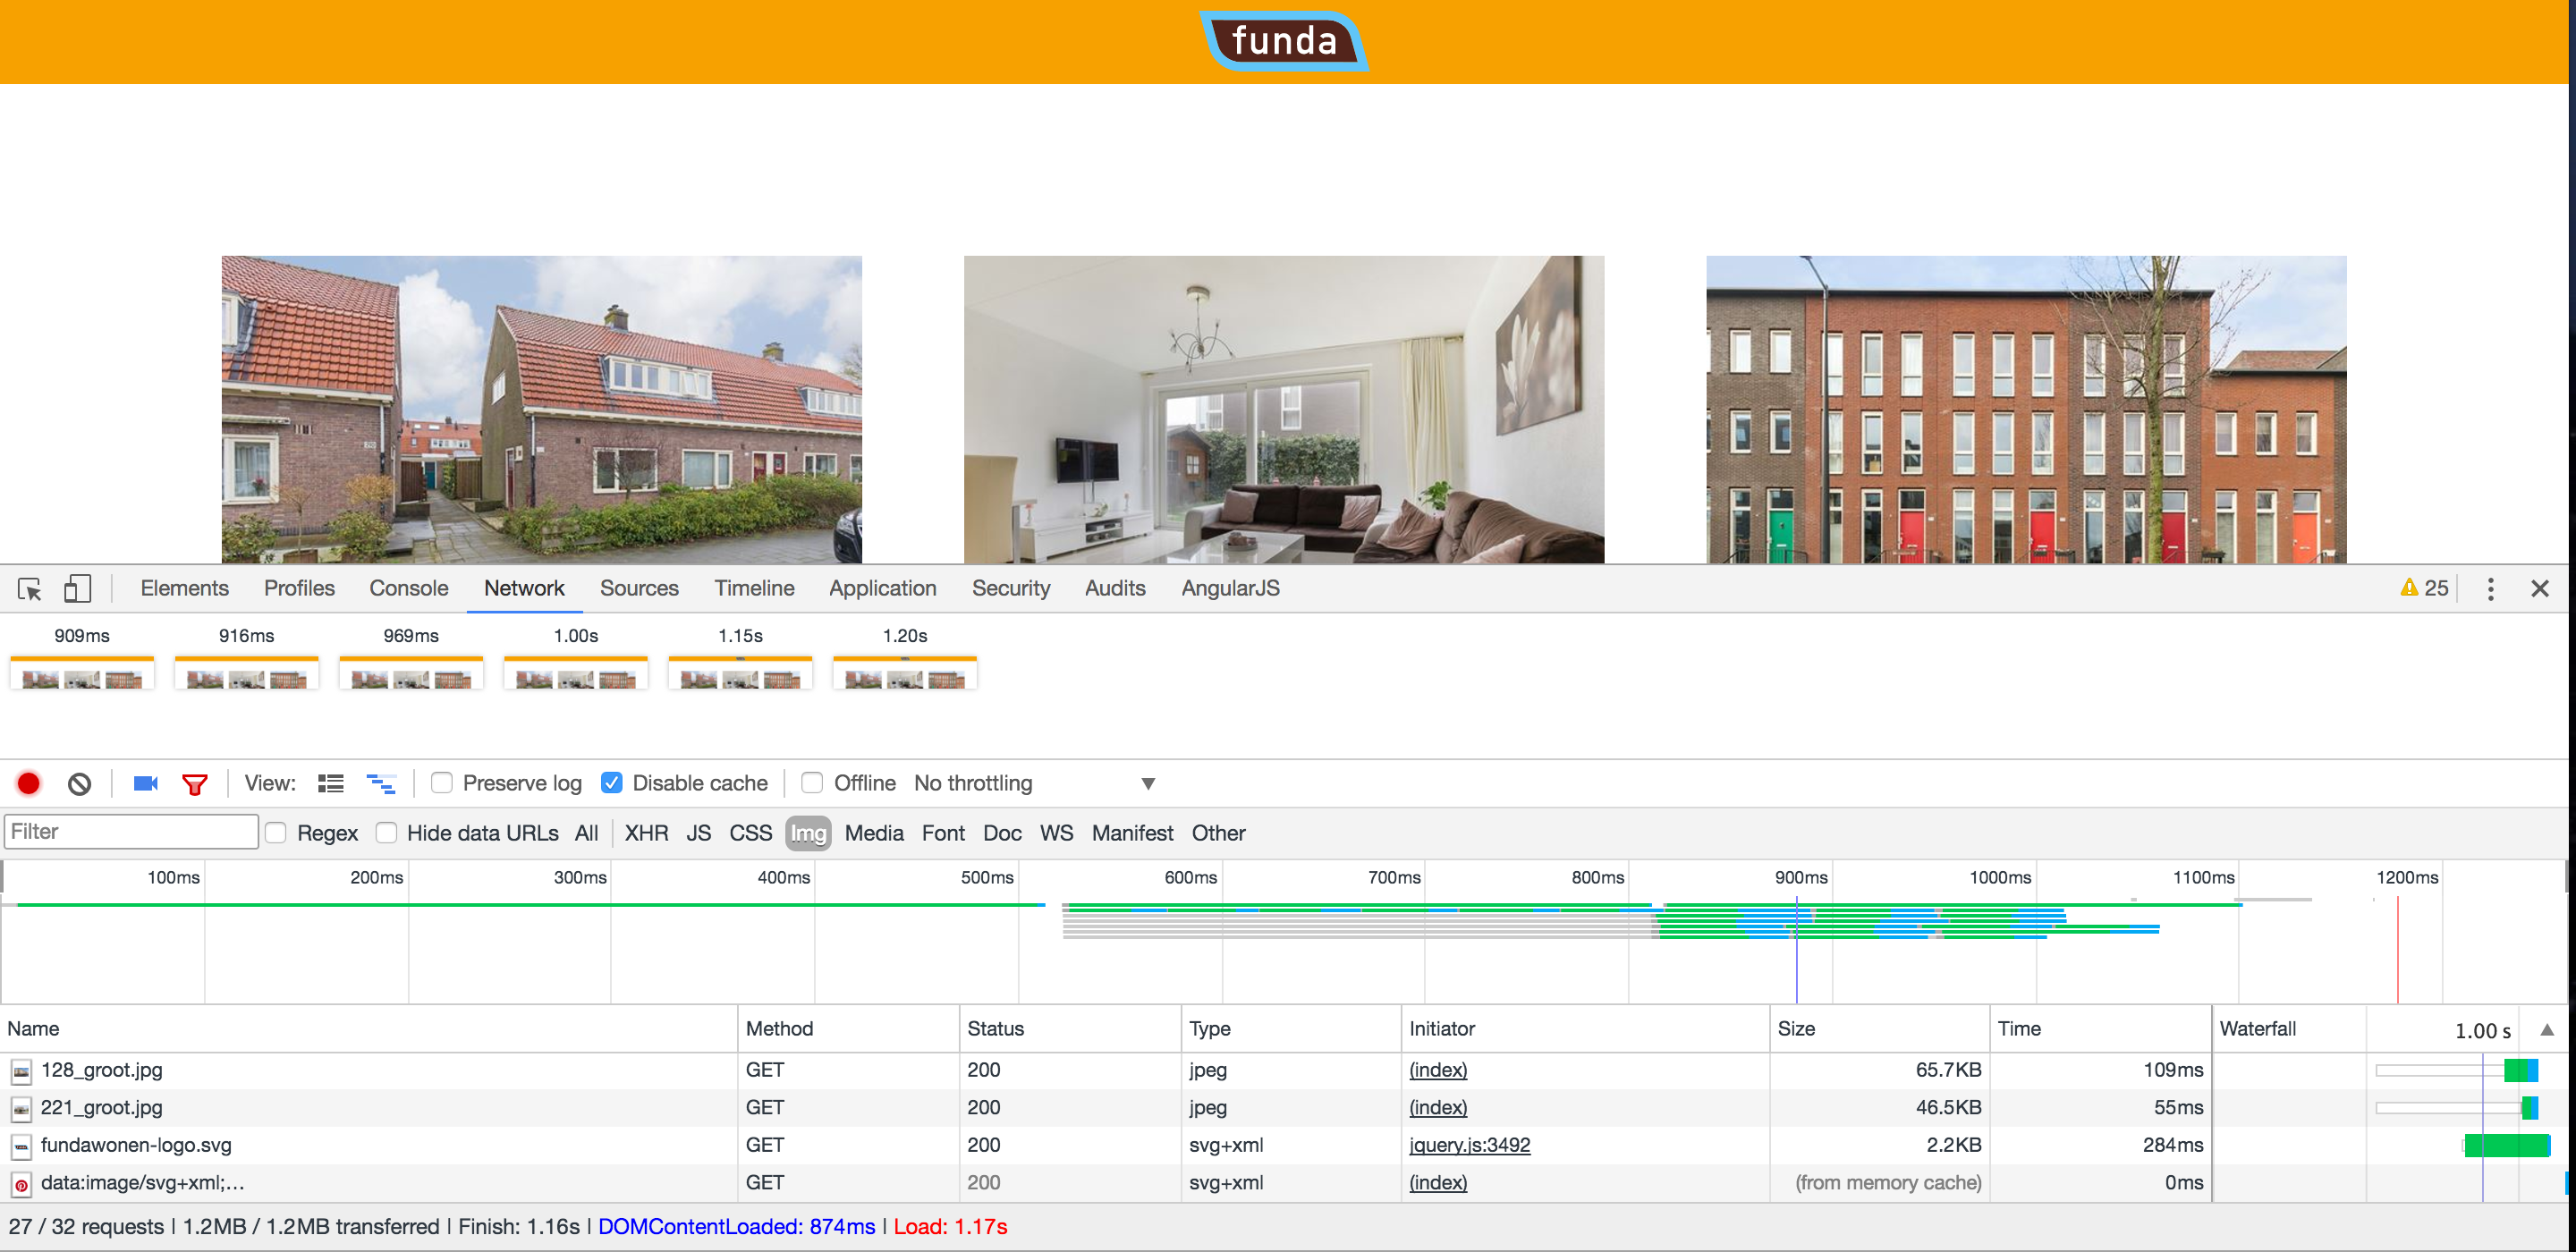 funda
Elements Profiles Console Network Sources Timeline Application Security Audits AngularJS 25
909ms 916ms 969ms 1.00s 1.15s 1.20s
View: Preserve log Disable cache Offline No throttling
Filter Regex Hide data URLs All XHR JS CSS Img Media Font Doc WS Manifest Other
100ms 200ms 300ms 400ms 500ms 600ms 700ms 800ms 900ms 1000ms 1100ms 1200ms
Name Method Status Type Initiator Size Time Waterfall 1.00 s
128_groot.jpg GET 200 jpeg (index) 65.7KB 109ms
221_groot.jpg GET 200 jpeg (index) 46.5KB 55ms
fundawonen-logo.svg GET 200 svg+xml jquery.js:3492 2.2KB 284ms
data:image/svg+xml;... GET 200 svg+xml (index) (from memory cache) 0ms
27 / 32 requests | 1.2MB / 1.2MB transferred | Finish: 1.16s | DOMContentLoaded: 874ms | Load: 1.17s